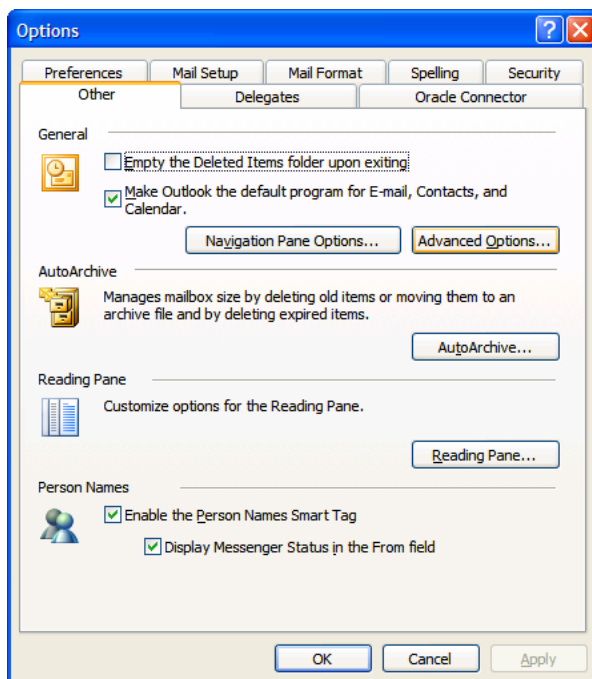 Options
Preferences Mail Setup Mail Format Spelling Security
Other Delegates Oracle Connector
General
Empty the Deleted Items folder upon exiting
Make Outlook the default program for E-mail, Contacts, and
Calendar.
Navigation Pane Options... Advanced Options...
AutoArchive
Manages mailbox size by deleting old items or moving them to an
archive file and by deleting expired items.
AutoArchive...
Reading Pane
Customize options for the Reading Pane.
Reading Pane...
Person Names
Enable the Person Names Smart Tag
Display Messenger Status in the From field
OK Cancel Apply